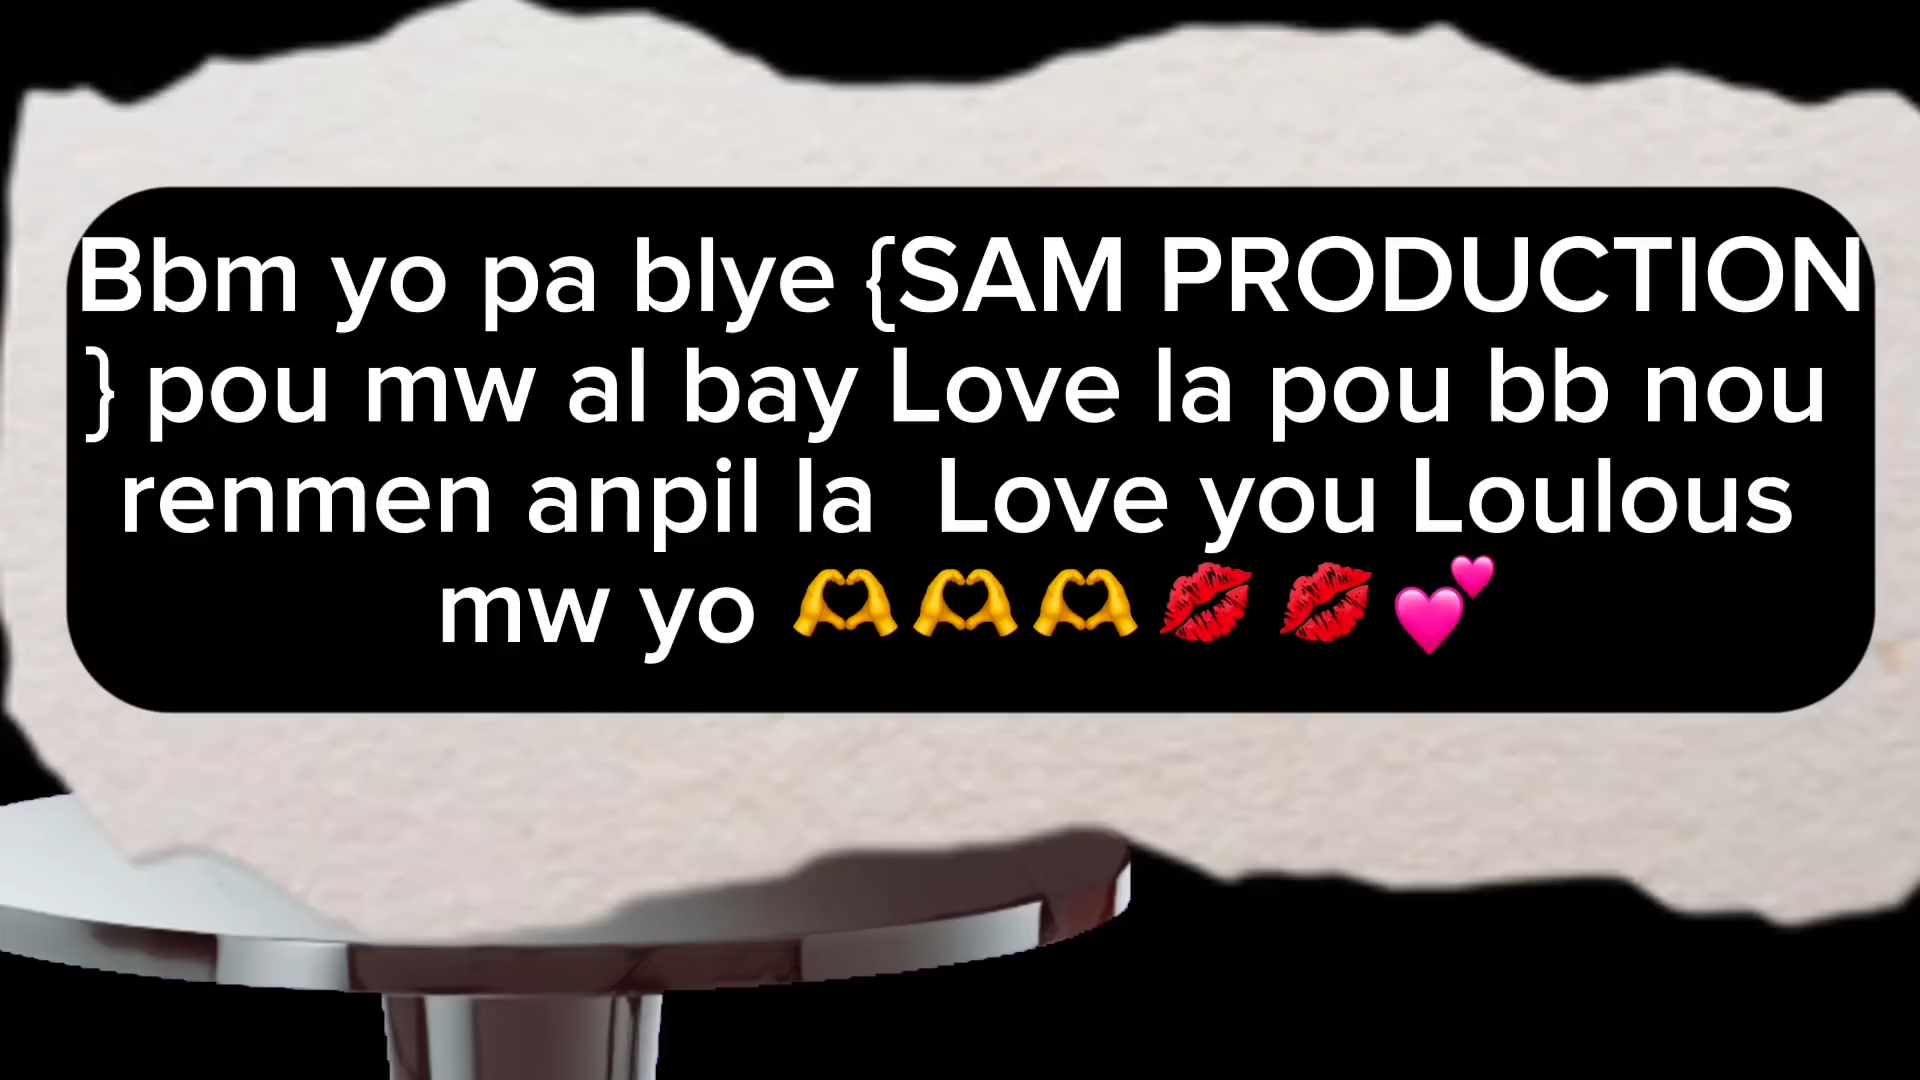 Bbm yo pa blye {SAM PRODUCTION
} pou mw al bay Love la pou bb nou
renmen anpil la  Love you Loulous
mw yo 🫶🫶🫶💋💋💕